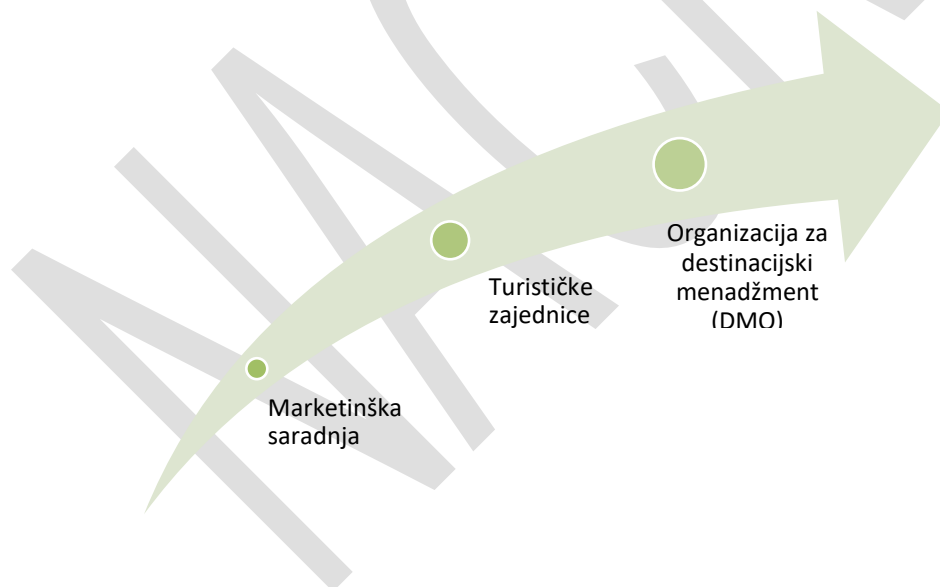 Marketinška
saradnja
Turističke
zajednice
Organizacija za
destinacijski
menadžment
(DMO)